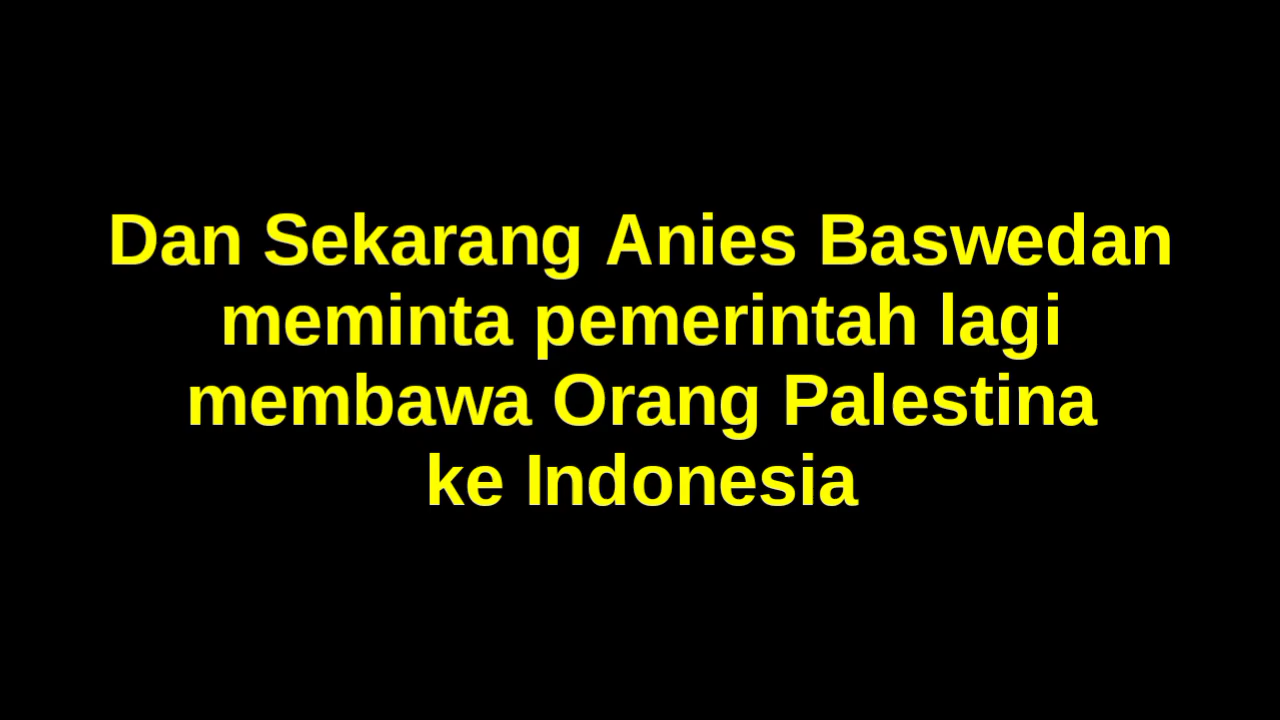 Dan Sekarang Anies Baswedan
meminta pemerintah lagi
membawa Orang Palestina
ke Indonesia